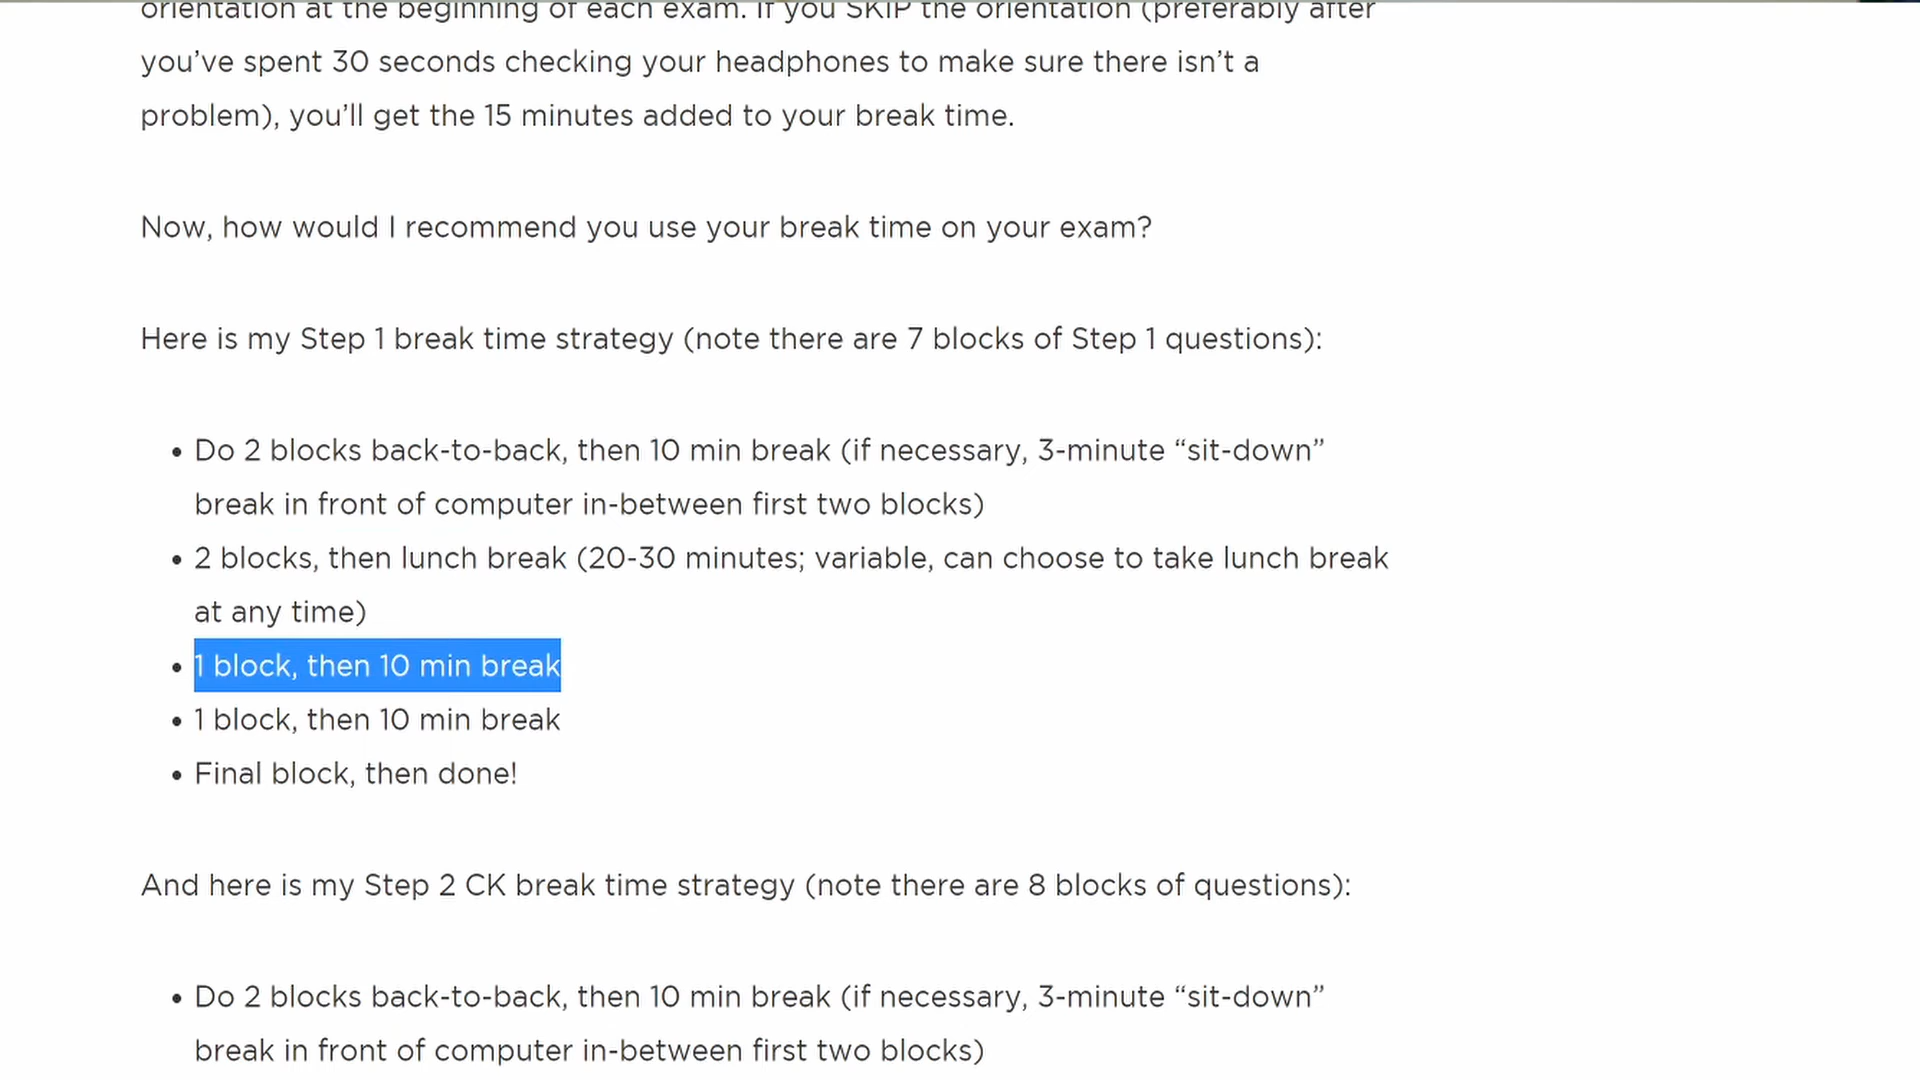 orientation at the beginning of each exam. If you SKIP the orientation (preferably after
you’ve spent 30 seconds checking your headphones to make sure there isn’t a
problem), you’ll get the 15 minutes added to your break time.
Now, how would I recommend you use your break time on your exam?
Here is my Step 1 break time strategy (note there are 7 blocks of Step 1 questions):
• Do 2 blocks back-to-back, then 10 min break (if necessary, 3-minute “sit-down”
break in front of computer in-between first two blocks)
• 2 blocks, then lunch break (20-30 minutes; variable, can choose to take lunch break
at any time)
• 1 block, then 10 min break
• 1 block, then 10 min break
• Final block, then done!
And here is my Step 2 CK break time strategy (note there are 8 blocks of questions):
• Do 2 blocks back-to-back, then 10 min break (if necessary, 3-minute “sit-down”
break in front of computer in-between first two blocks)